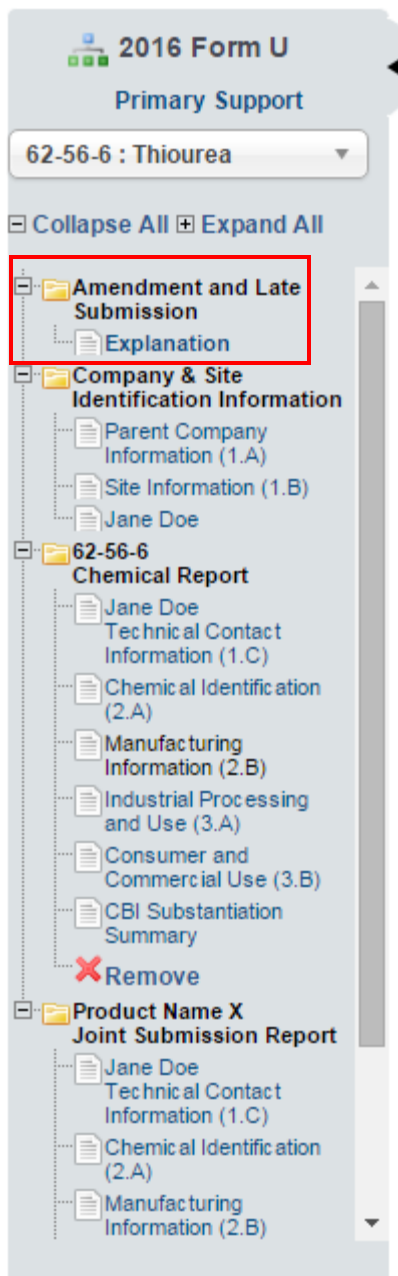 2016 Form U
Primary Support
62-56-6 : Thiourea
Collapse All Expand All
Amendment and Late
Submission
Explanation
Company & Site
Identification Information
Parent Company
Information (1.A)
Site Information (1.B)
Jane Doe
62-56-6
Chemical Report
Jane Doe
Technical Contact
Information (1.C)
Chemical Identification
(2.A)
Manufacturing
Information (2.B)
Industrial Processing
and Use (3.A)
Consumer and
Commercial Use (3.B)
CBI Substantiation
Summary
Remove
Product Name X
Joint Submission Report
Jane Doe
Technical Contact
Information (1.C)
Chemical Identification
(2.A)
Manufacturing
Information (2.B)